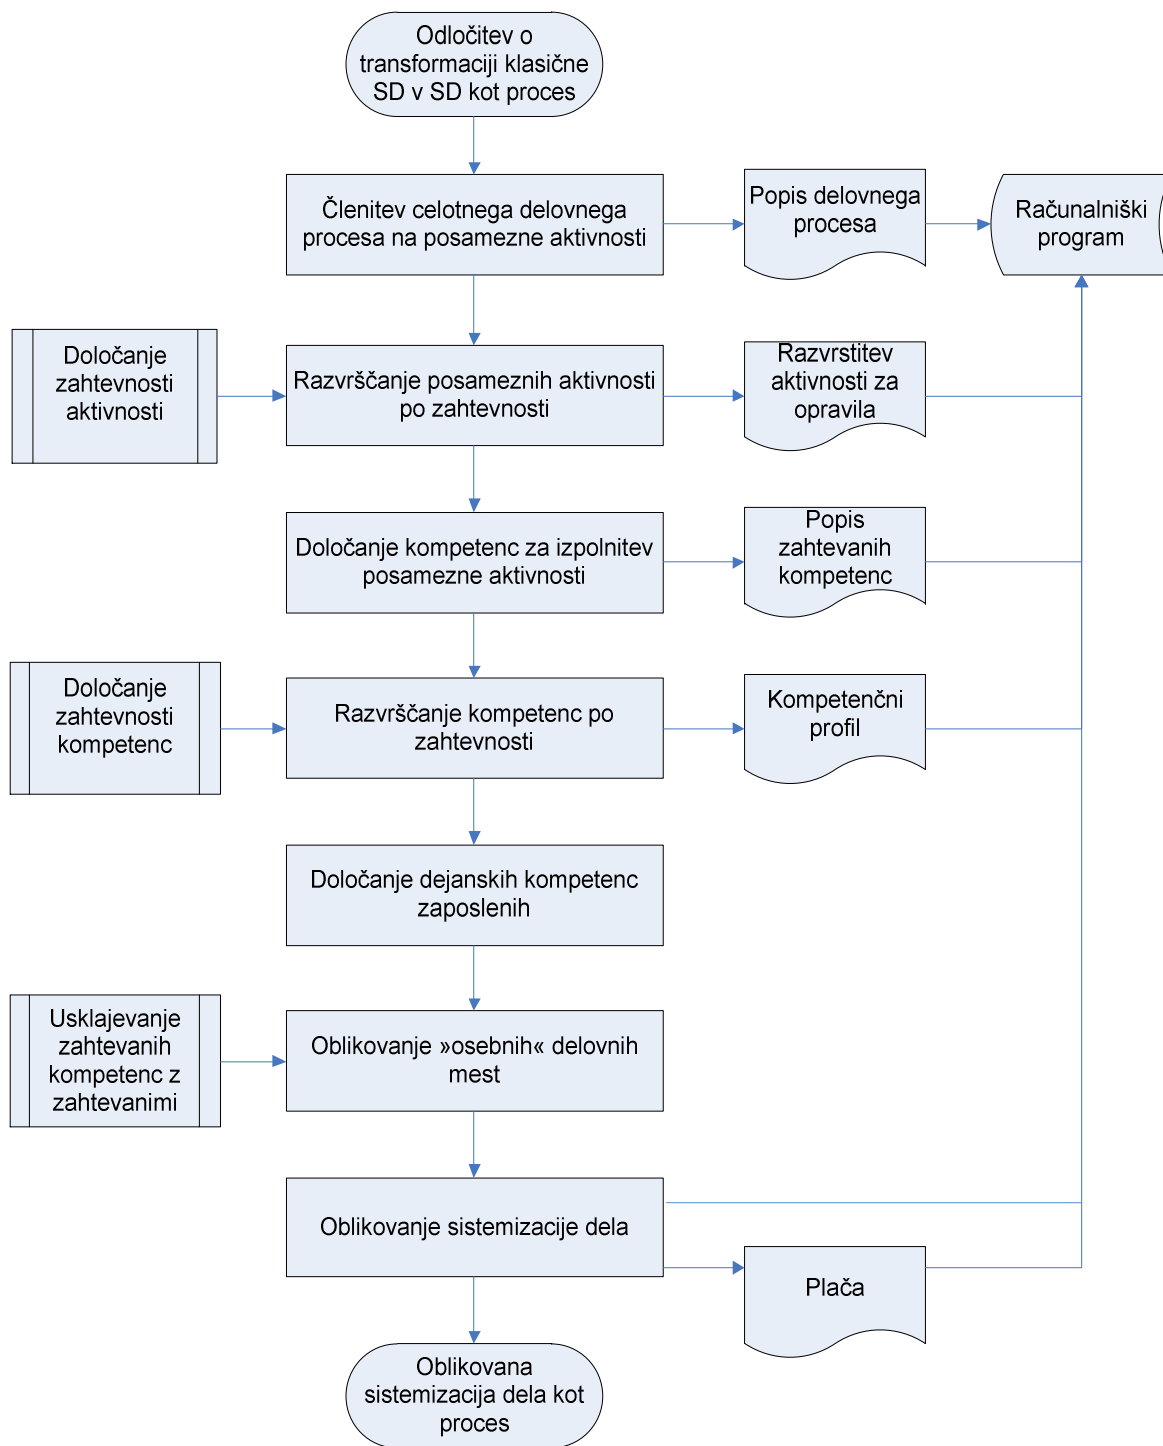 Odločitev o
transformaciji klasične
SD v SD kot proces
Členitev celotnega delovnega
procesa na posamezne aktivnosti
Popis delovnega
procesa
Računalniški
program
Določanje
zahtevnosti
aktivnosti
Razvrščanje posameznih aktivnosti
po zahtevnosti
Razvrstitev
aktivnosti za
opravila
Določanje kompetenc za izpolnitev
posamezne aktivnosti
Popis
zahtevanih
kompetenc
Določanje
zahtevnosti
kompetenc
Razvrščanje kompetenc po
zahtevnosti
Kompetenčni
profil
Določanje dejanskih kompetenc
zaposlenih
Usklajevanje
zahtevanih
kompetenc z
zahtevanimi
Oblikovanje »osebnih« delovnih
mest
Oblikovanje sistemizacije dela
Plača
Oblikovana
sistemizacija dela kot
proces